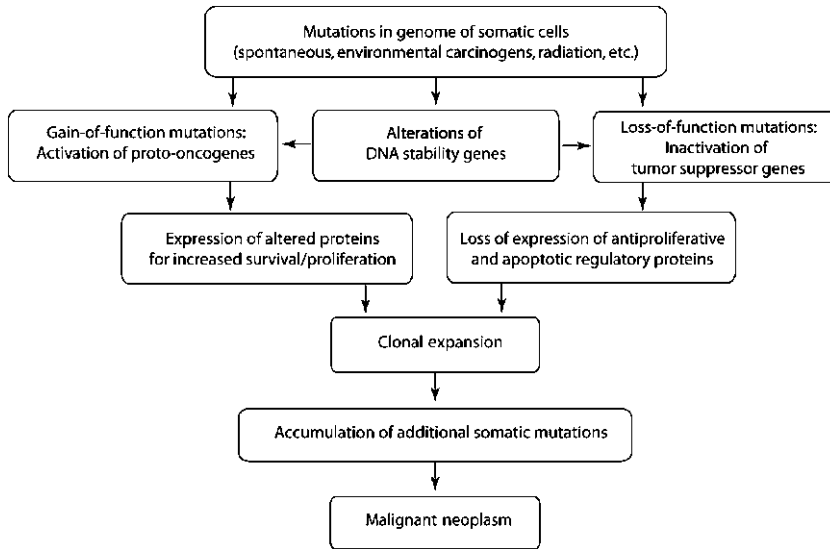 Mutations in genome of somatic cells
(spontaneous, environmental carcinogens, radiation, etc.)
Gain-of-function mutations:
Activation of proto-oncogenes
Alterations of
DNA stability genes
Loss-of-function mutations:
Inactivation of
tumor suppressor genes
Expression of altered proteins
for increased survival/proliferation
Loss of expression of antiproliferative
and apoptotic regulatory proteins
Clonal expansion
Accumulation of additional somatic mutations
Malignant neoplasm